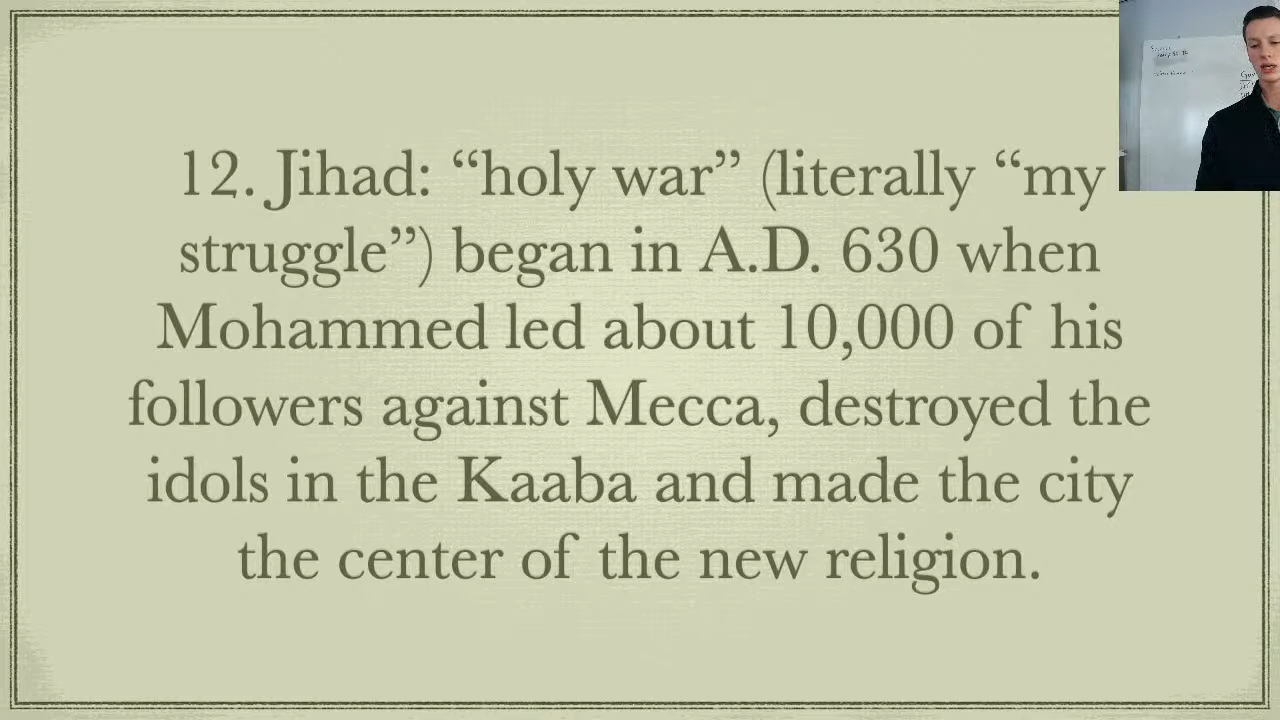 12. Jihad: “holy war” (literally “my
struggle”) began in A.D. 630 when
Mohammed led about 10,000 of his
followers against Mecca, destroyed the
idols in the Kaaba and made the city
the center of the new religion.